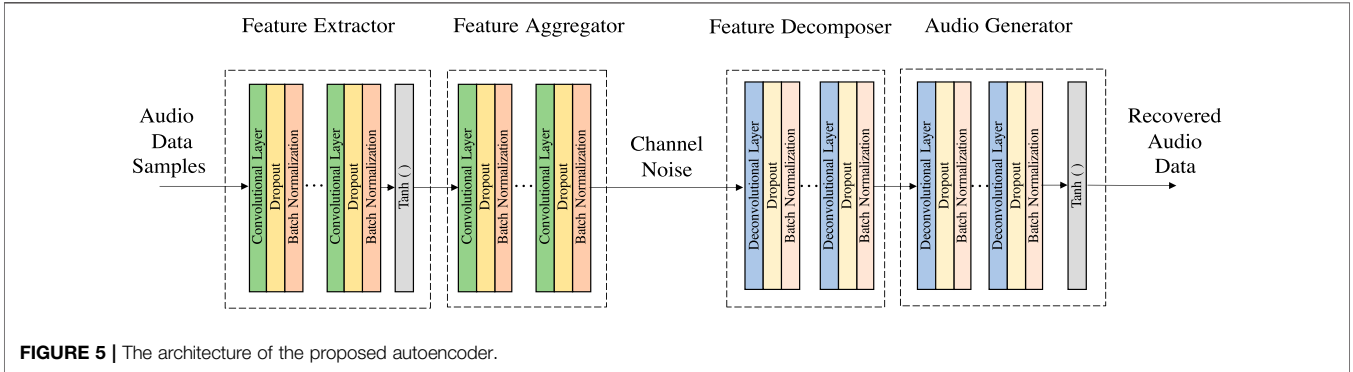 Feature Extractor
Feature Aggregator
Feature Decomposer
Audio Generator
Audio
Data
Samples
Convolutional Layer
Dropout
Batch Normalization
...
Convolutional Layer
Dropout
Batch Normalization
Tanh ( )
Convolutional Layer
Dropout
Batch Normalization
...
Convolutional Layer
Dropout
Batch Normalization
Channel
Noise
Deconvolutional Layer
Dropout
Batch Normalization
...
Deconvolutional Layer
Dropout
Batch Normalization
Deconvolutional Layer
Dropout
Batch Normalization
...
Deconvolutional Layer
Dropout
Batch Normalization
Tanh ( )
Recovered
Audio
Data
FIGURE 5 | The architecture of the proposed autoencoder.